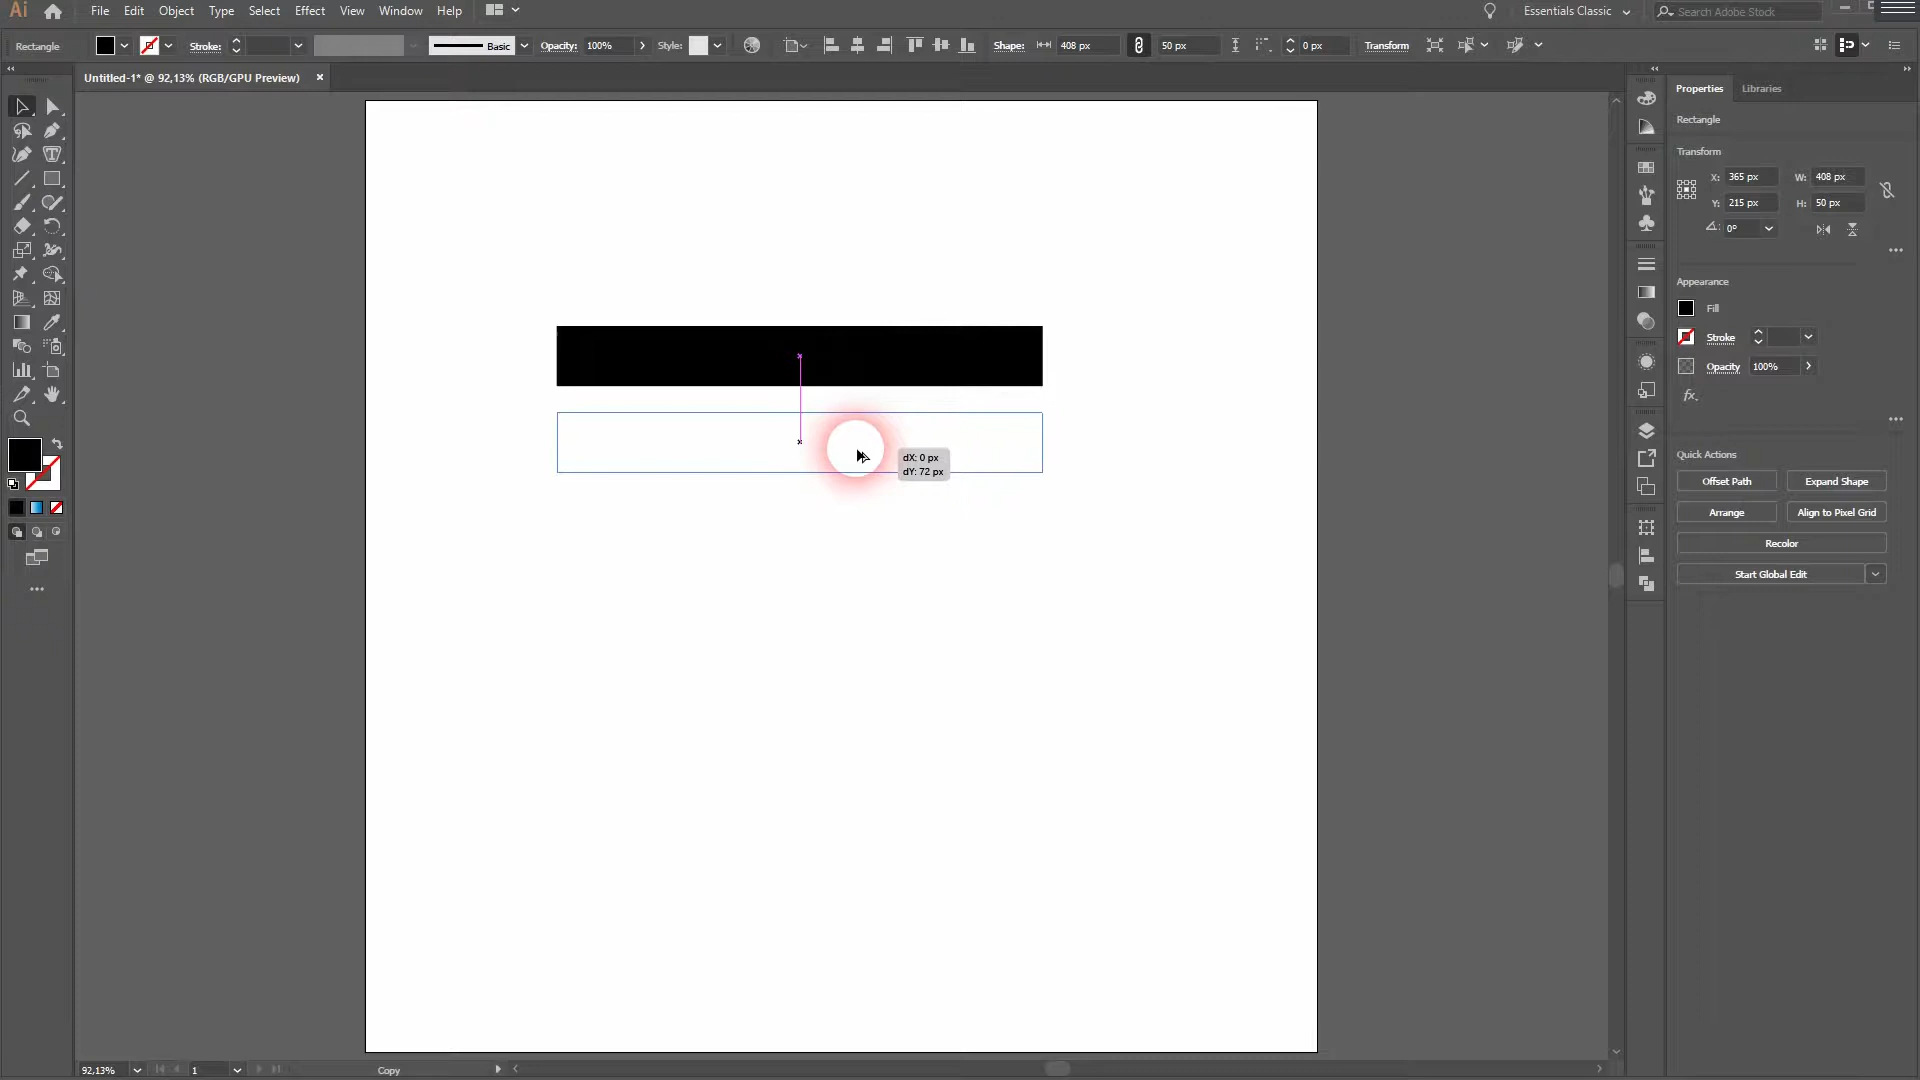 Ai File Edit Object Type Select Effect View Window Help Essentials Classic Search Adobe Stock
Rectangle Stroke: Basic Opacity: 100% Style: Shape: 408 px 50 px 0 px Transform
Untitled-1* @ 92,13% (RGB/GPU Preview) ×
Properties Libraries
Rectangle
Transform
X: 365 px W: 408 px
Y: 215 px H: 50 px
0°
Appearance
Fill
Stroke
Opacity 100%
fx.
dX: 0 px
dY: 72 px
Quick Actions
Offset Path Expand Shape
Arrange Align to Pixel Grid
Recolor
Start Global Edit
92,13% 1 Copy